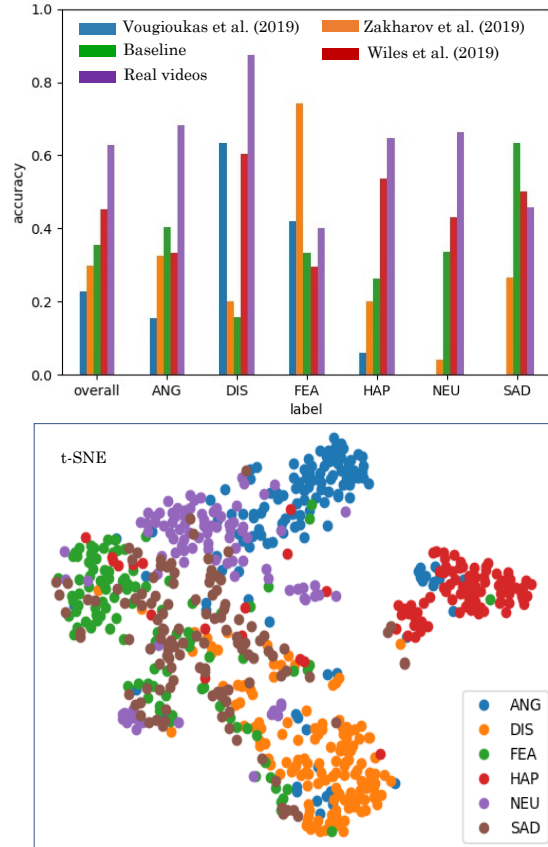 1.0
Vougioukas et al. (2019)
Zakharov et al. (2019)
Baseline
Wiles et al. (2019)
Real videos
0.8
0.6
accuracy
0.4
0.2
0.0
overall ANG DIS FEA HAP NEU SAD
label
t-SNE
ANG
DIS
FEA
HAP
NEU
SAD